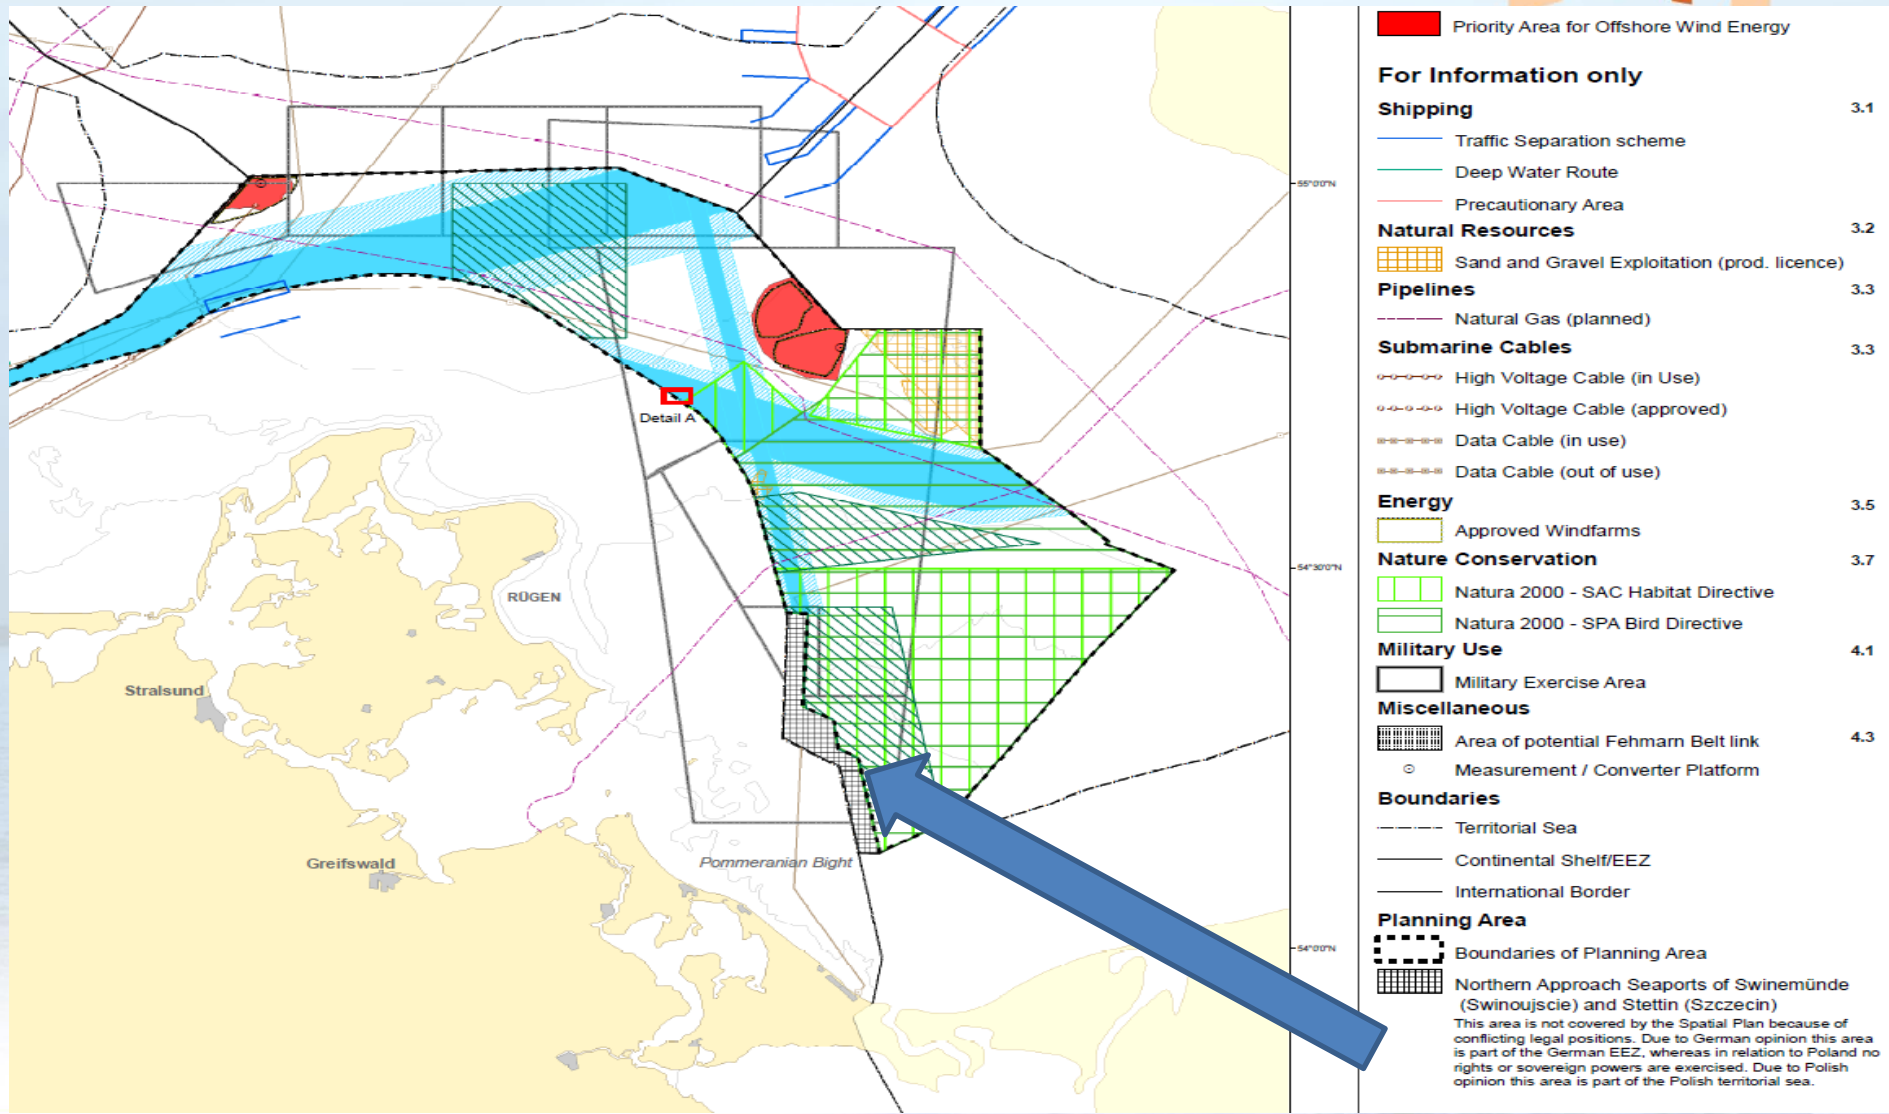 Priority Area for Offshore Wind Energy
For Information only
Shipping 3.1
Traffic Separation scheme
Deep Water Route
Precautionary Area
Natural Resources 3.2
Sand and Gravel Exploitation (prod. licence)
Pipelines 3.3
Natural Gas (planned)
Submarine Cables 3.3
High Voltage Cable (in Use)
High Voltage Cable (approved)
Data Cable (in use)
Data Cable (out of use)
Energy 3.5
Approved Windfarms
Nature Conservation 3.7
Natura 2000 - SAC Habitat Directive
Natura 2000 - SPA Bird Directive
Military Use 4.1
Military Exercise Area
Miscellaneous
Area of potential Fehmarn Belt link 4.3
Measurement / Converter Platform
Boundaries
Territorial Sea
Continental Shelf/EEZ
International Border
Planning Area
Boundaries of Planning Area
Northern Approach Seaports of Swinemünde
(Swinoujscie) and Stettin (Szczecin)
This area is not covered by the Spatial Plan because of
conflicting legal positions. Due to German opinion this area
is part of the German EEZ, whereas in relation to Poland no
rights or sovereign powers are exercised. Due to Polish
opinion this area is part of the Polish territorial sea.
55°0'0"N
Detail A
54°30'0"N
RÜGEN
Stralsund
Greifswald
Pommeranian Bight
54°0'0"N